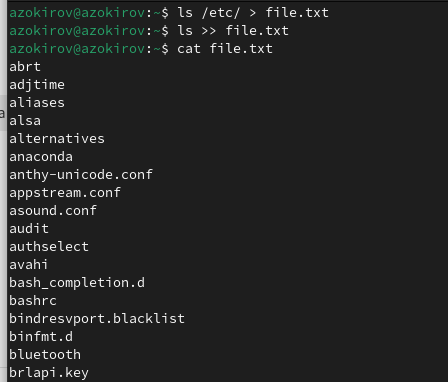 azokirov@azokirov:~$ ls /etc/ > file.txt
azokirov@azokirov:~$ ls >> file.txt
azokirov@azokirov:~$ cat file.txt
abrt
adjtime
aliases
alsa
alternatives
anaconda
anthy-unicode.conf
appstream.conf
asound.conf
audit
authselect
avahi
bash_completion.d
bashrc
bindresvport.blacklist
binfmt.d
bluetooth
brlapi.key